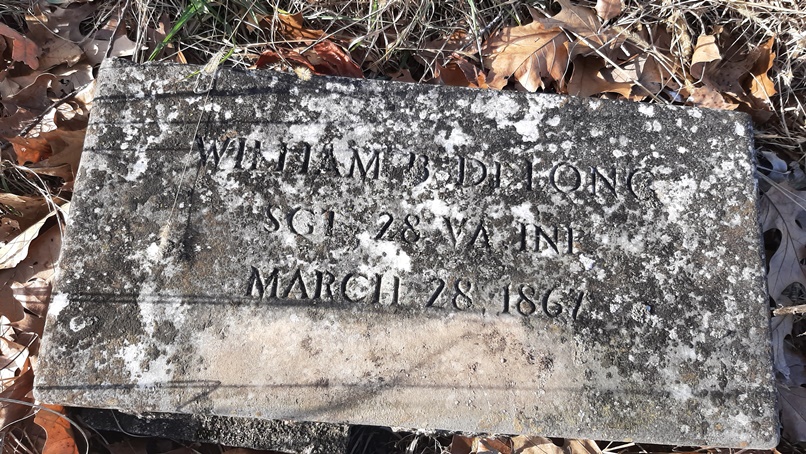 WILLIAM B DELONG
SGT 28 VA INF
MARCH 28 1867